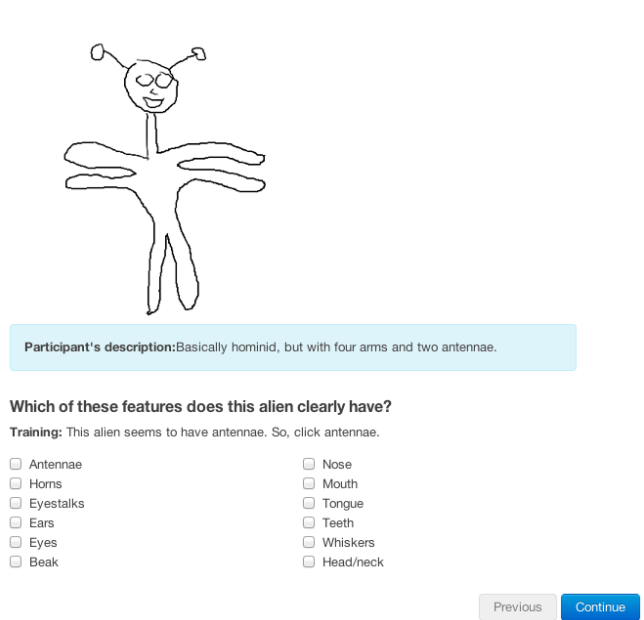 Participant's description:Basically hominid, but with four arms and two antennae.
Which of these features does this alien clearly have?
Training: This alien seems to have antennae. So, click antennae.
Antennae
Horns
Eyestalks
Ears
Eyes
Beak
Nose
Mouth
Tongue
Teeth
Whiskers
Head/neck
Previous
Continue